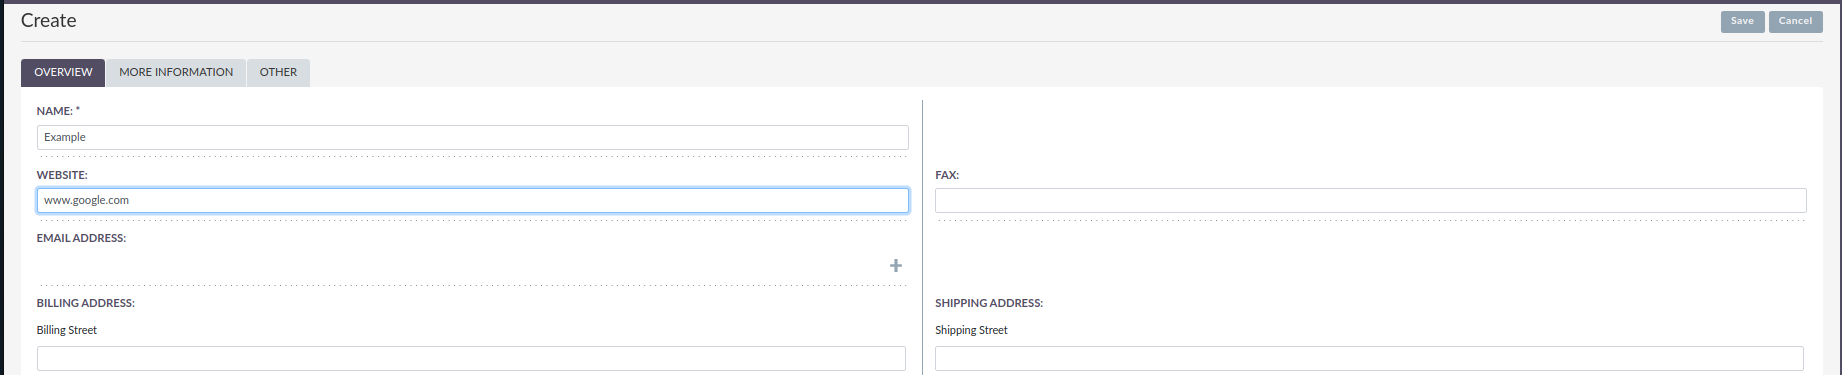 Create
Save Cancel
OVERVIEW MORE INFORMATION OTHER
NAME: *
Example
WEBSITE:
www.google.com
FAX:
EMAIL ADDRESS:
+
BILLING ADDRESS:
Billing Street
SHIPPING ADDRESS:
Shipping Street